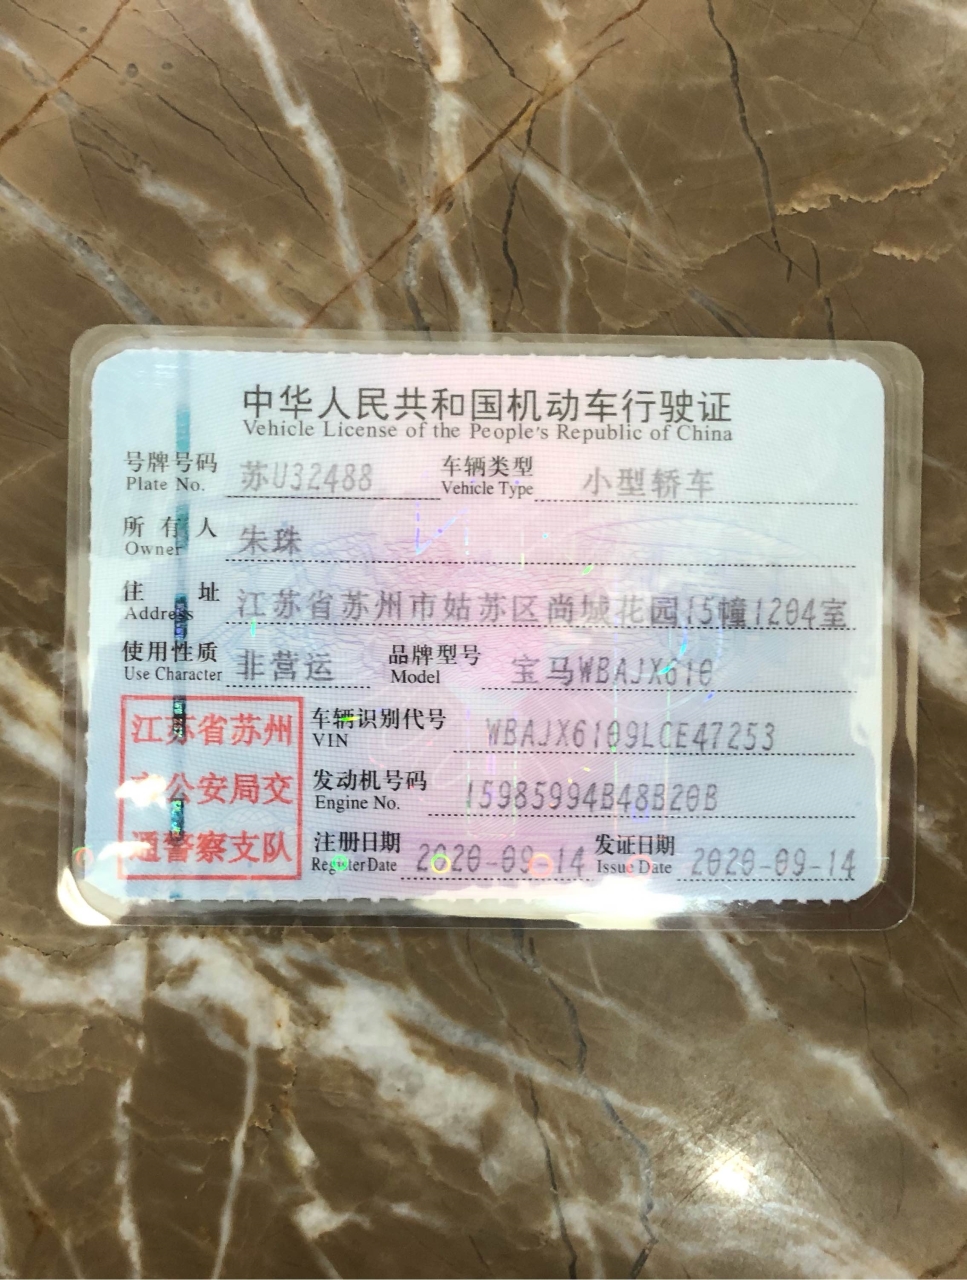 中华人民共和国机动车行驶证
Vehicle License of the People's Republic of China
号牌号码 苏U32488 车辆类型 小型轿车
Plate No. Vehicle Type
所有人 朱珠
Owner
住址 江苏省苏州市姑苏区尚城花园15幢1204室
Address
使用性质 非营运 品牌型号 宝马WBAJX610
Use Character Model
江苏省苏州
市公安局交
通警察支队
车辆识别代号 WBAJX6109LCE47253
VIN
发动机号码 15985994B48B20B
Engine No.
注册日期 2020-09-14 发证日期 2020-09-14
Register Date Issue Date